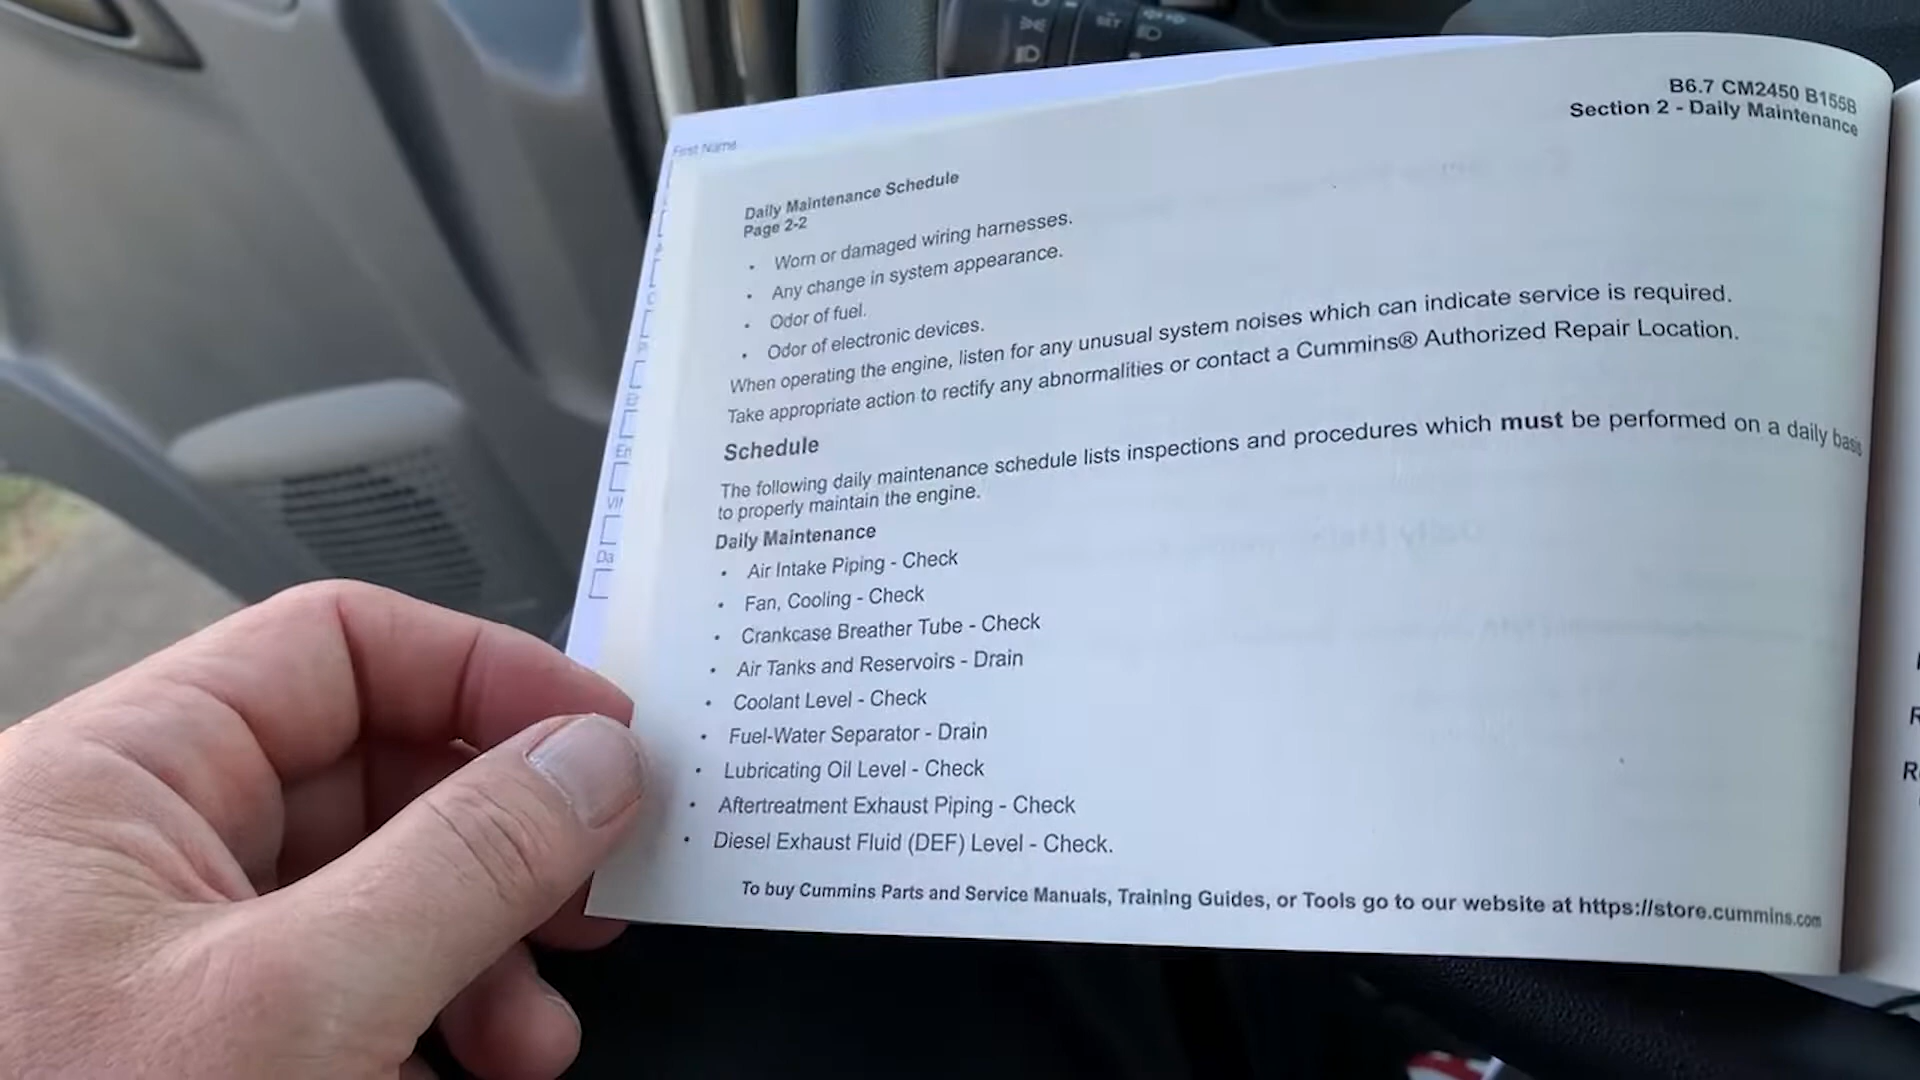 SET
First Name
B6.7 CM2450 B155B
Section 2 - Daily Maintenance
Daily Maintenance Schedule
Page 2-2
• Worn or damaged wiring harnesses.
• Any change in system appearance.
• Odor of fuel.
• Odor of electronic devices.
When operating the engine, listen for any unusual system noises which can indicate service is required.
Take appropriate action to rectify any abnormalities or contact a Cummins® Authorized Repair Location.
Schedule
The following daily maintenance schedule lists inspections and procedures which must be performed on a daily basis
to properly maintain the engine.
Daily Maintenance
• Air Intake Piping - Check
• Fan, Cooling - Check
• Crankcase Breather Tube - Check
• Air Tanks and Reservoirs - Drain
• Coolant Level - Check
• Fuel-Water Separator - Drain
• Lubricating Oil Level - Check
• Aftertreatment Exhaust Piping - Check
• Diesel Exhaust Fluid (DEF) Level - Check.
To buy Cummins Parts and Service Manuals, Training Guides, or Tools go to our website at https://store.cummins.com